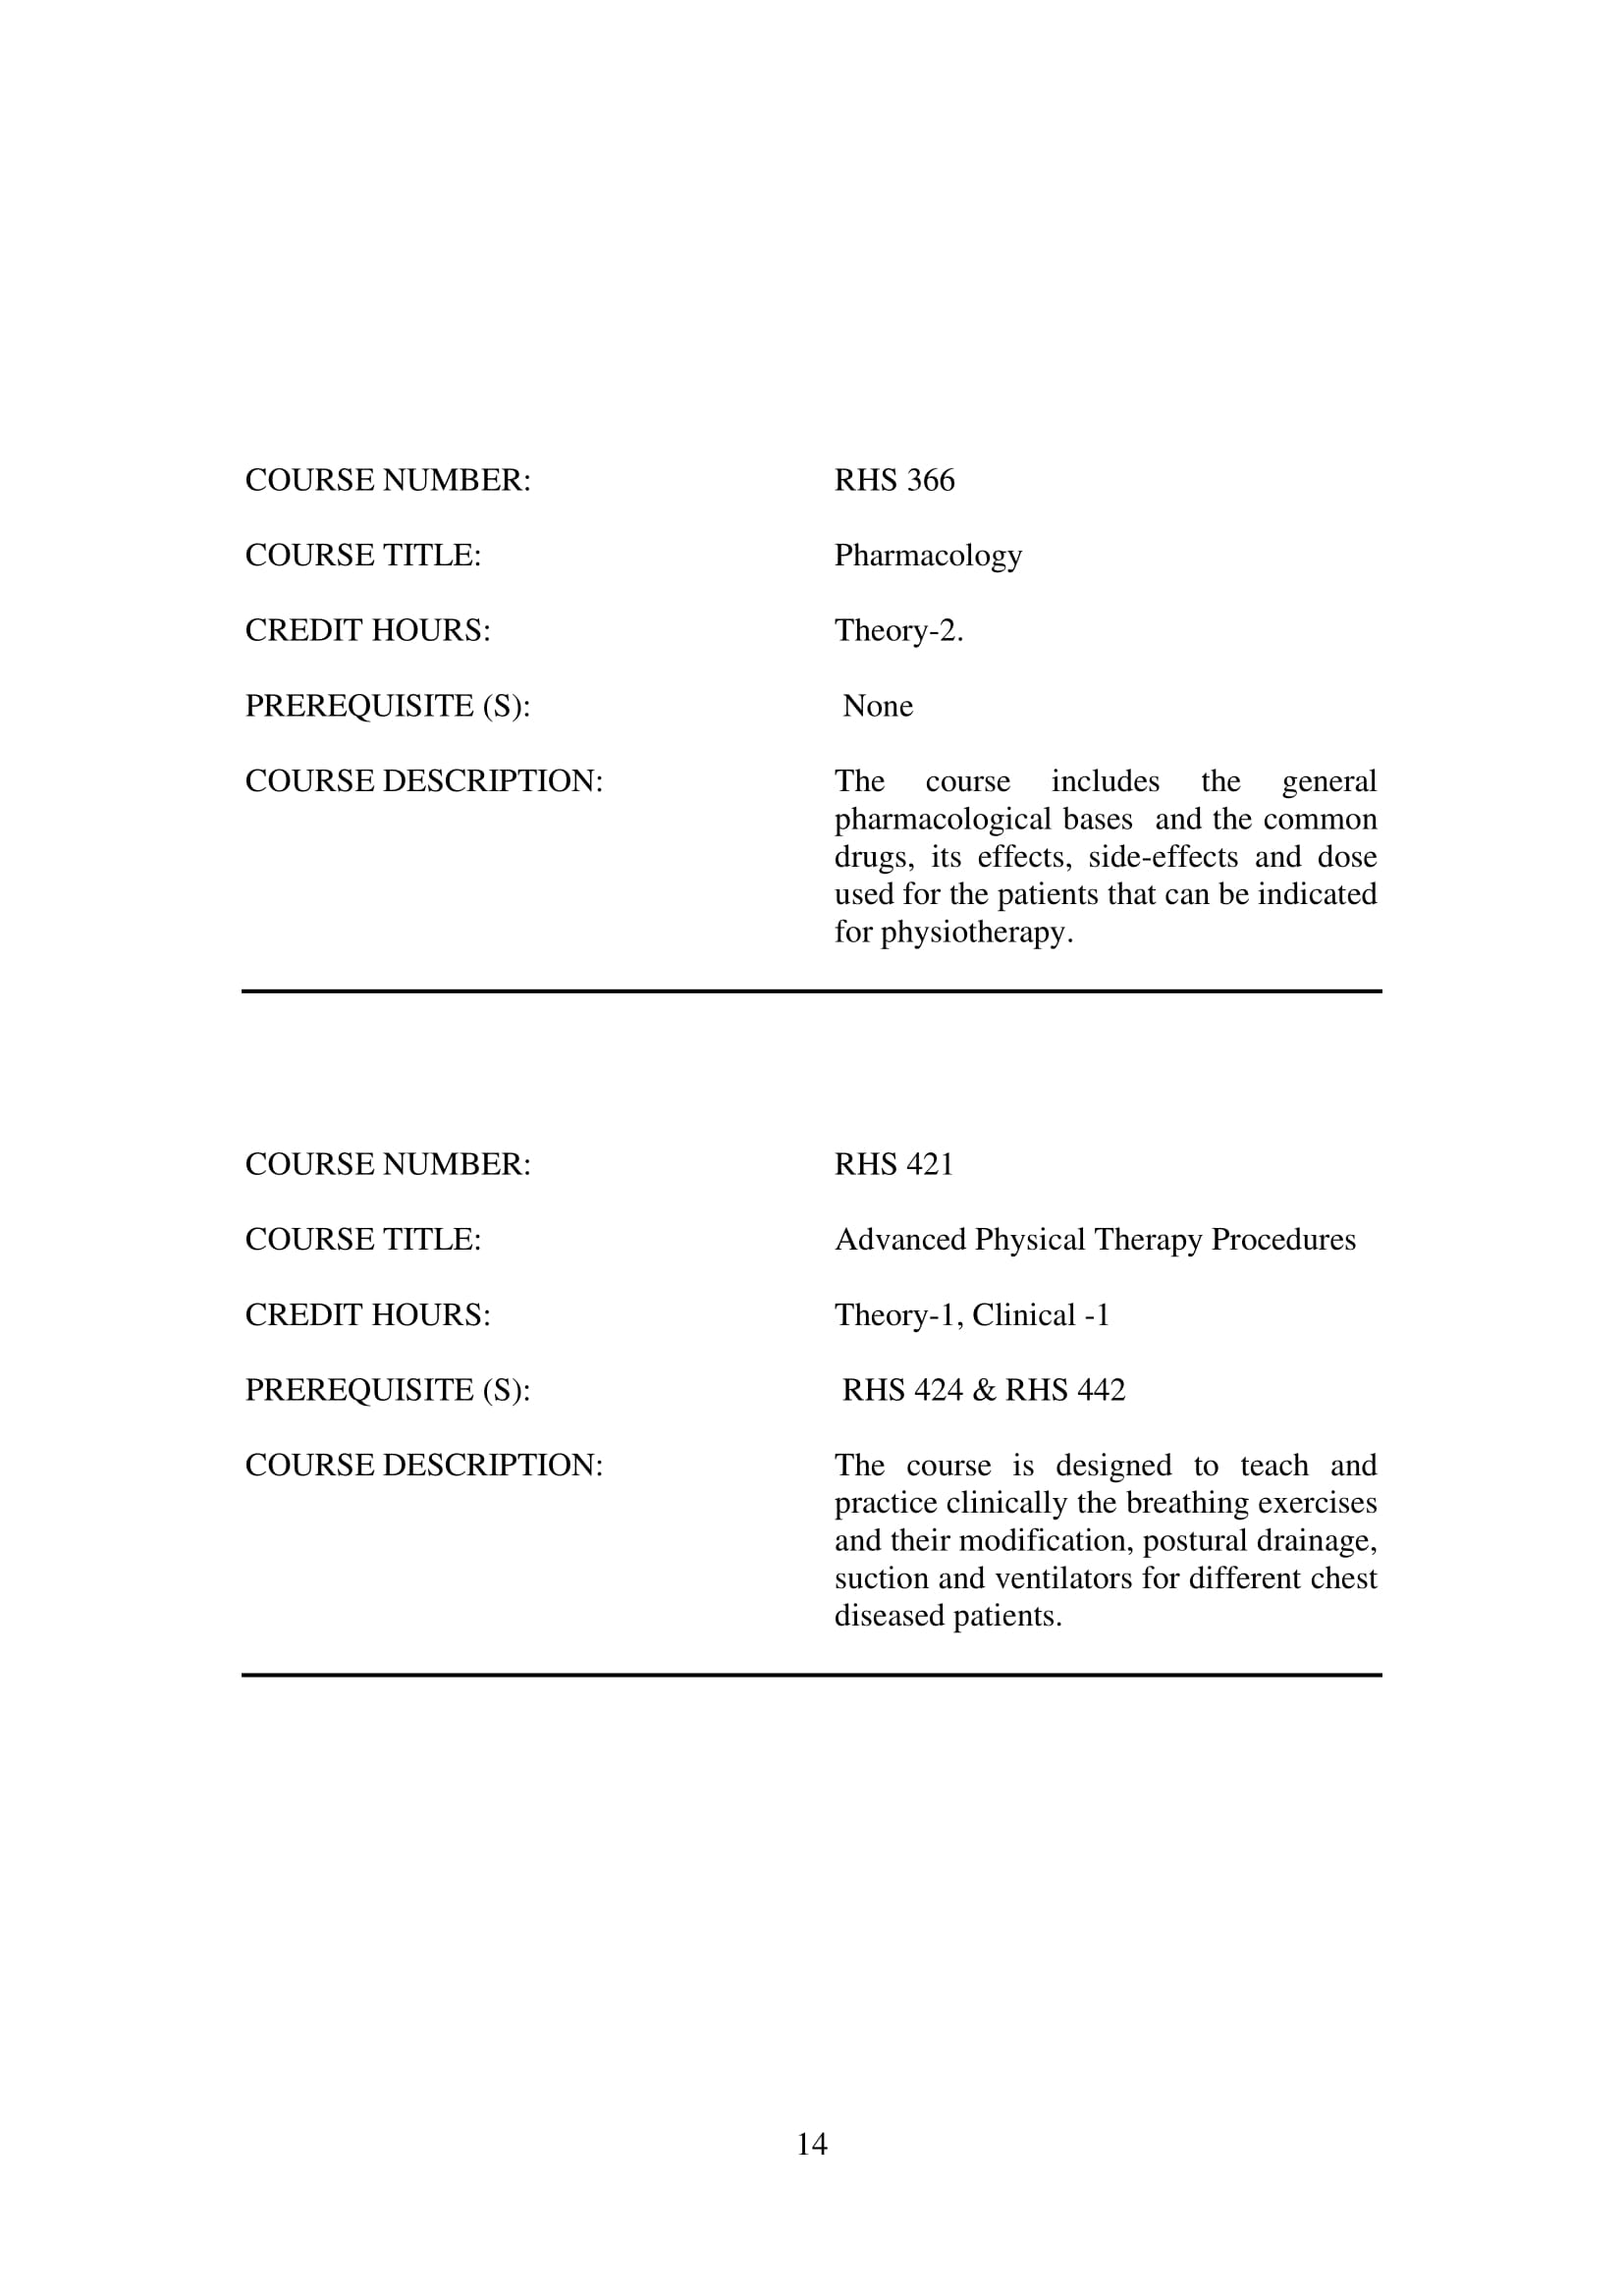 COURSE NUMBER: RHS 366
COURSE TITLE: Pharmacology
CREDIT HOURS: Theory-2.
PREREQUISITE (S): None
COURSE DESCRIPTION: The course includes the general
pharmacological bases and the common
drugs, its effects, side-effects and dose
used for the patients that can be indicated
for physiotherapy.
COURSE NUMBER: RHS 421
COURSE TITLE: Advanced Physical Therapy Procedures
CREDIT HOURS: Theory-1, Clinical -1
PREREQUISITE (S): RHS 424 & RHS 442
COURSE DESCRIPTION: The course is designed to teach and
practice clinically the breathing exercises
and their modification, postural drainage,
suction and ventilators for different chest
diseased patients.
14